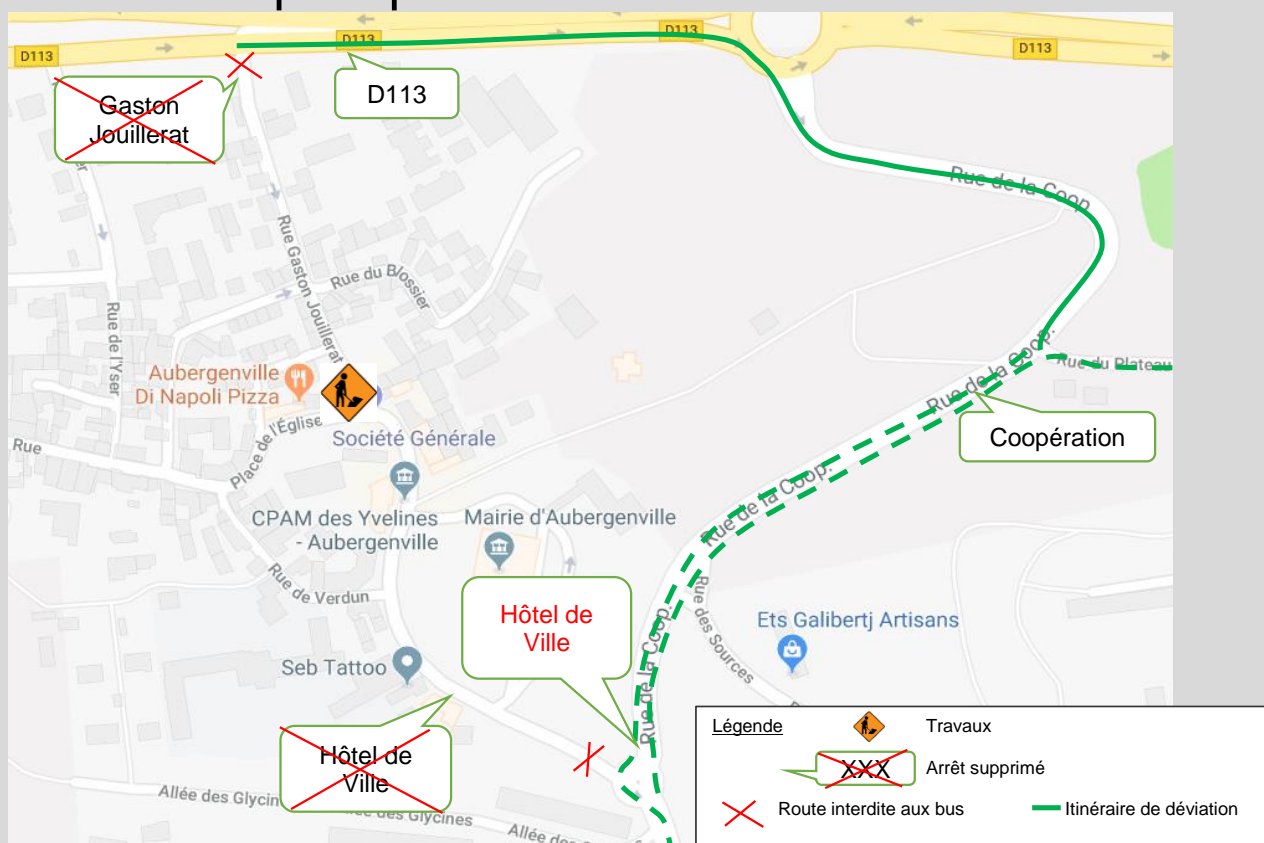 D113
D113
D113
D113
Gaston
Jouillerat
D113
Rue de la Coop.
Rue Gaston Jouillerat
Rue du Blossier
Rue de l'Yser
Aubergenville
Di Napoli Pizza
Place de l'Église
Société Générale
Rue
Rue de la Coop.
Rue du Plateau
Coopération
Rue de la Coop.
CPAM des Yvelines
- Aubergenville
Mairie d'Aubergenville
Rue de Verdun
Hôtel de
Ville
Rue de la Coop.
Rue des Sources
Ets Galibertj Artisans
Seb Tattoo
Hôtel de
Ville
Allée des Glycines
Allée des Glycines
Allée des
Légende
Travaux
XXX
Arrêt supprimé
Route interdite aux bus
Itinéraire de déviation